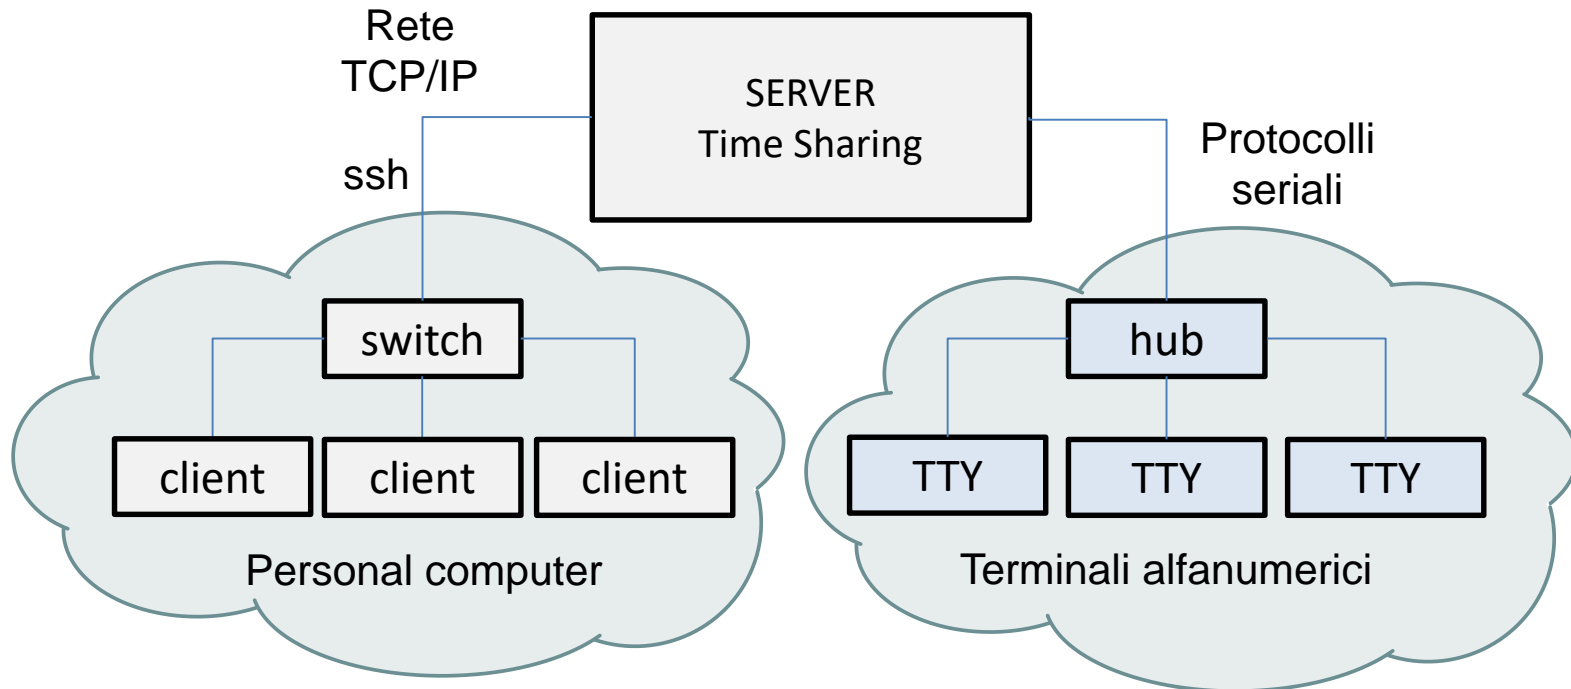 Rete
TCP/IP
SERVER
Time Sharing
Protocolli
seriali
ssh
switch
hub
client
client
client
TTY
TTY
TTY
Personal computer
Terminali alfanumerici